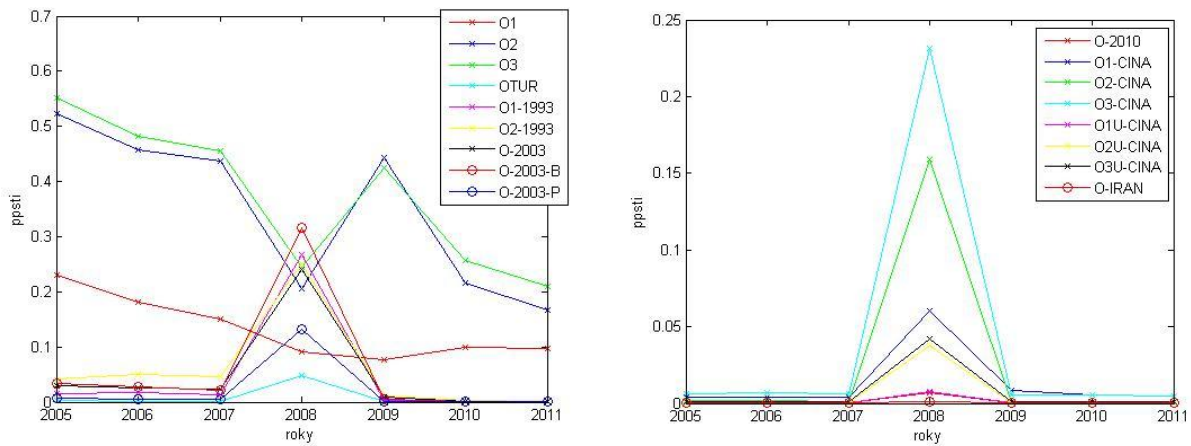 0.7
0.6
0.5
0.4
0.3
0.2
0.1
0
ppsti
2005 2006 2007 2008 2009 2010 2011
roky
O1
O2
O3
OTUR
O1-1993
O2-1993
O-2003
O-2003-B
O-2003-P
0.25
0.2
0.15
0.1
0.05
0
ppsti
2005 2006 2007 2008 2009 2010 2011
roky
O-2010
O1-CINA
O2-CINA
O3-CINA
O1U-CINA
O2U-CINA
O3U-CINA
O-IRAN